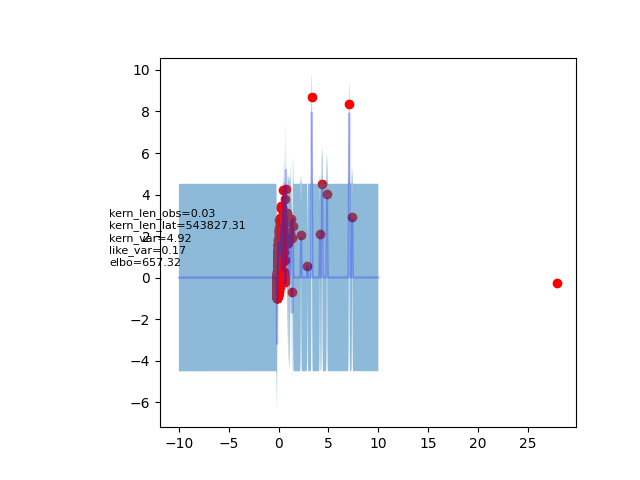 10
8
6
4
2
0
−2
−4
−6
kern_len_obs=0.03
kern_len_lat=543827.31
kern_var=4.92
like_var=0.17
elbo=657.32
−10 −5 0 5 10 15 20 25